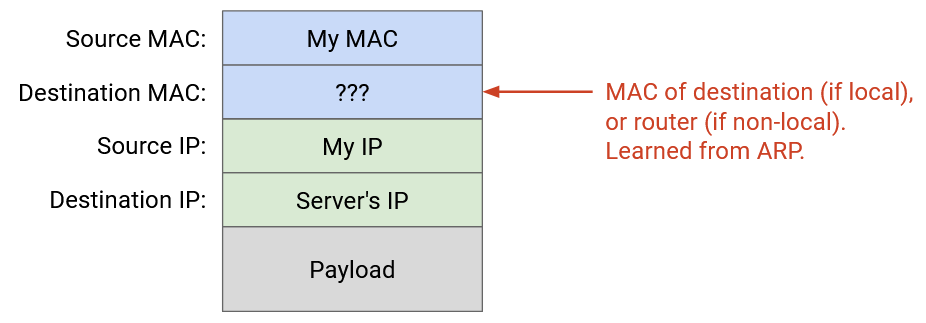 Source MAC: My MAC
Destination MAC: ??? MAC of destination (if local),
or router (if non-local).
Learned from ARP.
Source IP: My IP
Destination IP: Server's IP
Payload